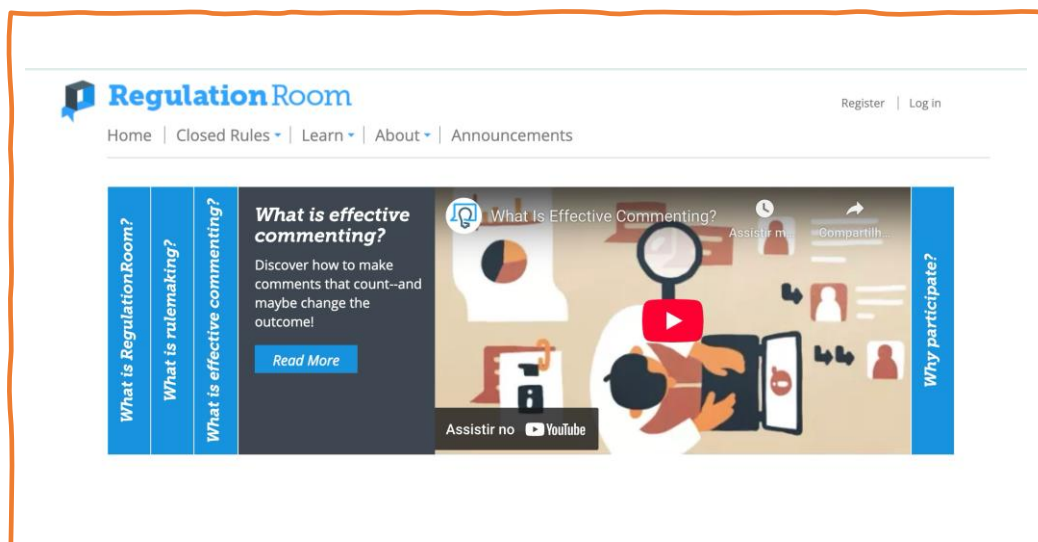 RegulationRoom
Register | Log in
Home | Closed Rules | Learn | About | Announcements
What is RegulationRoom?
What is rulemaking?
What is effective commenting?
What is effective
commenting?
Discover how to make
comments that count--and
maybe change the
outcome!
Read More
What Is Effective Commenting?
Assistir m...
Compartilh...
Assistir no YouTube
Why participate?